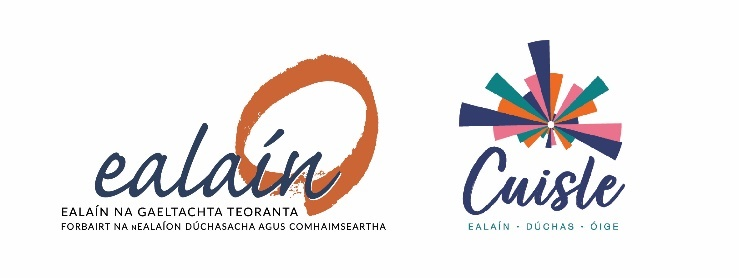 ealaín
EALAÍN NA GAELTACHTA TEORANTA
FORBAIRT NA nEALAÍON DÚCHASACHA AGUS COMHAIMSEARTHA
Cuisle
EALAÍN · DÚCHAS · ÓIGE